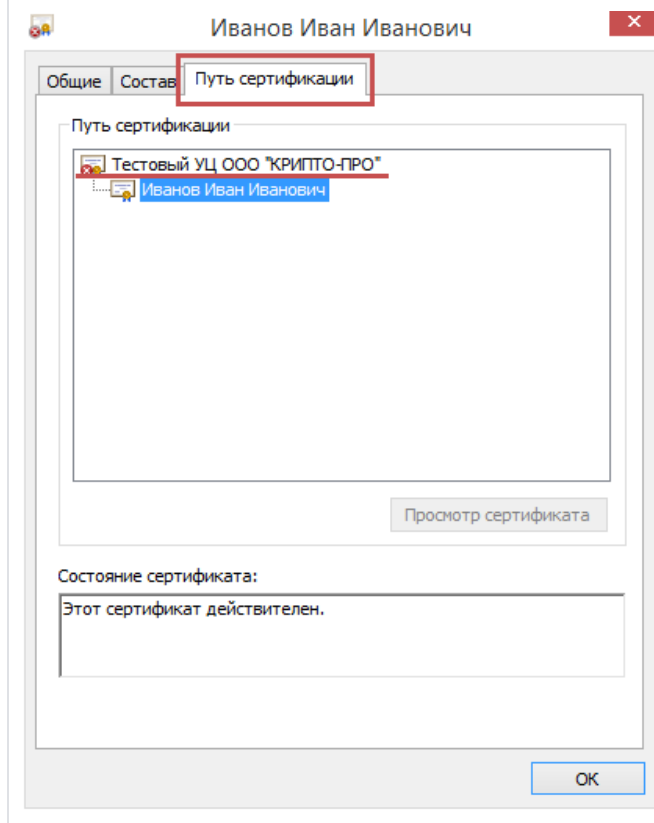 Иванов Иван Иванович
Общие Состав Путь сертификации
Путь сертификации
Тестовый УЦ ООО "КРИПТО-ПРО"
Иванов Иван Иванович
Просмотр сертификата
Состояние сертификата:
Этот сертификат действителен.
ОК